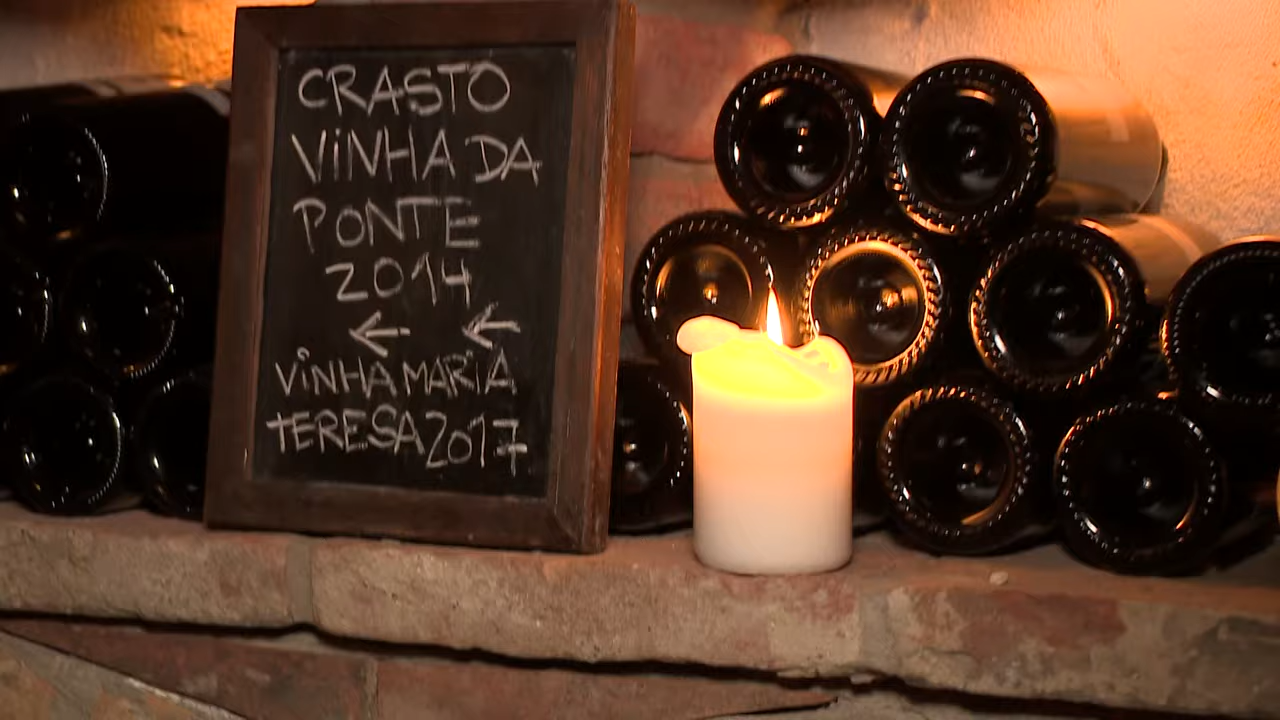 CRASTO
VINHA DA
PONTE
2014
← ←
VINHA MARIA
TERESA 2017